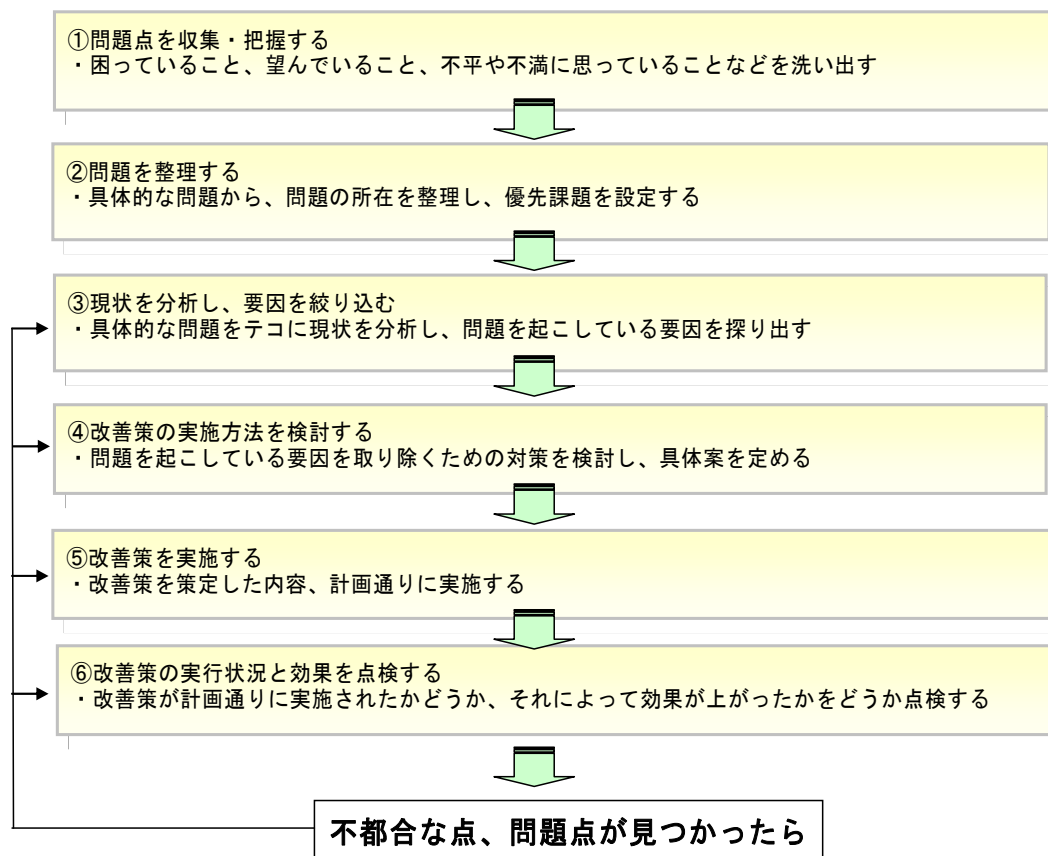 ①問題点を収集・把握する
・困っていること、望んでいること、不平や不満に思っていることなどを洗い出す
②問題を整理する
・具体的な問題から、問題の所在を整理し、優先課題を設定する
③現状を分析し、要因を絞り込む
・具体的な問題をテコに現状を分析し、問題を起こしている要因を探り出す
④改善策の実施方法を検討する
・問題を起こしている要因を取り除くための対策を検討し、具体案を定める
⑤改善策を実施する
・改善策を策定した内容、計画通りに実施する
⑥改善策の実行状況と効果を点検する
・改善策が計画通りに実施されたかどうか、それによって効果が上がったかをどうか点検する
不都合な点、問題点が見つかったら